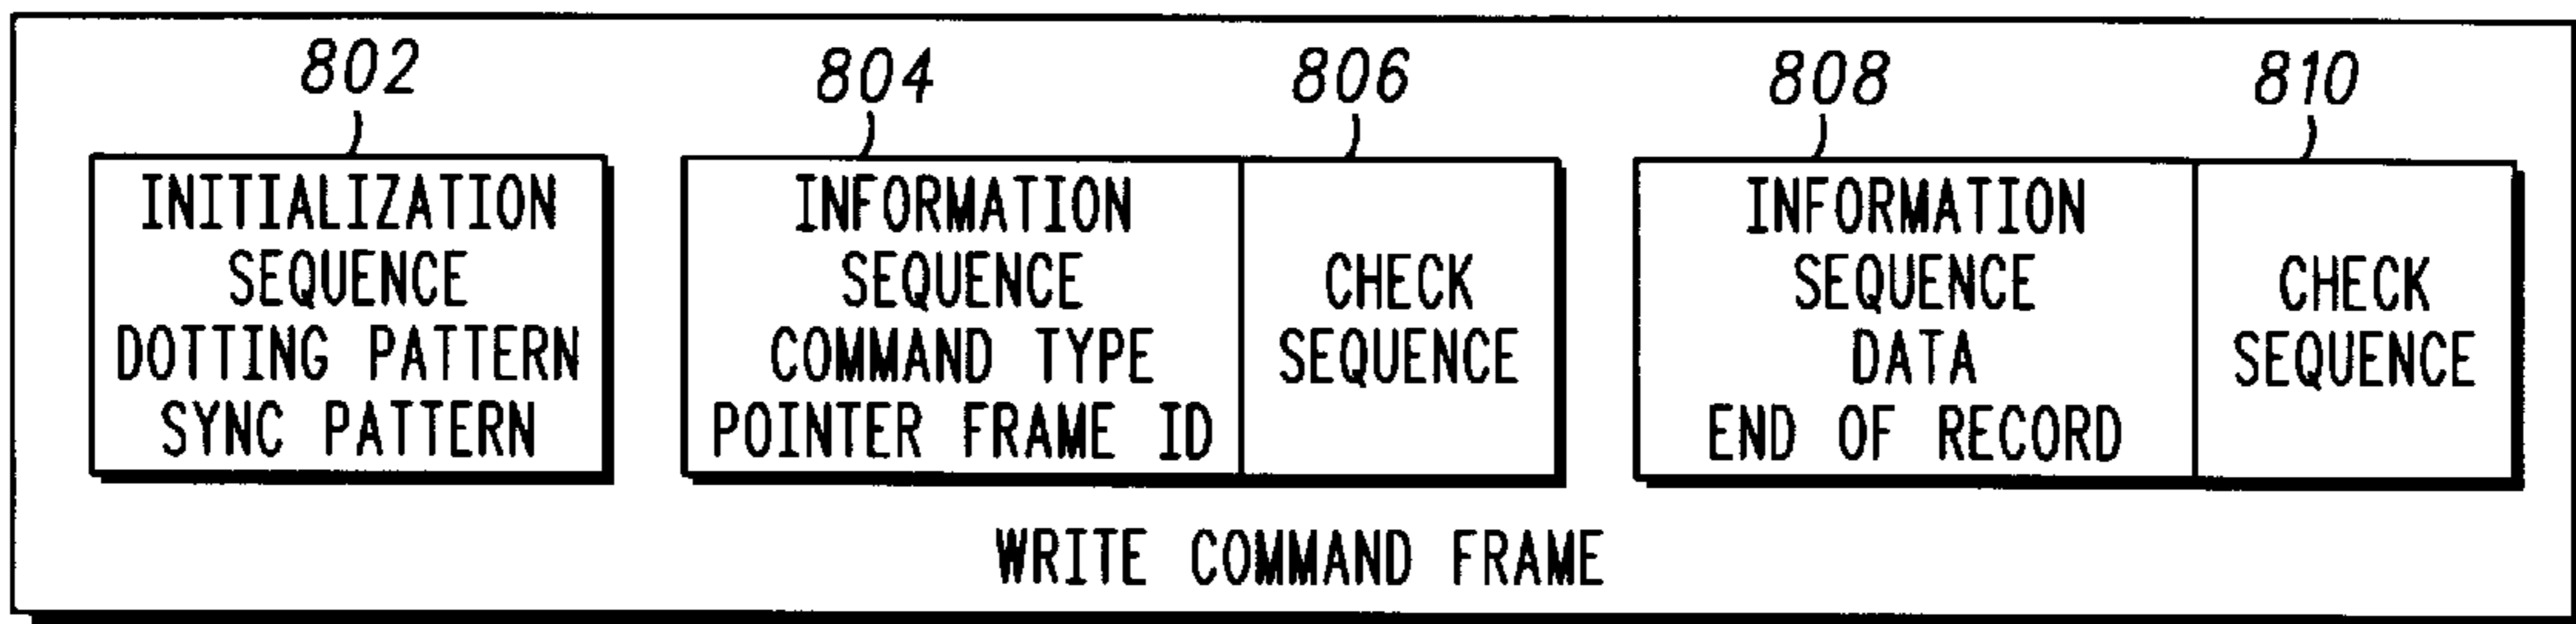 802
804
806
808
810
INITIALIZATION
SEQUENCE
DOTTING PATTERN
SYNC PATTERN
INFORMATION
SEQUENCE
COMMAND TYPE
POINTER FRAME ID
CHECK
SEQUENCE
INFORMATION
SEQUENCE
DATA
END OF RECORD
CHECK
SEQUENCE
WRITE COMMAND FRAME